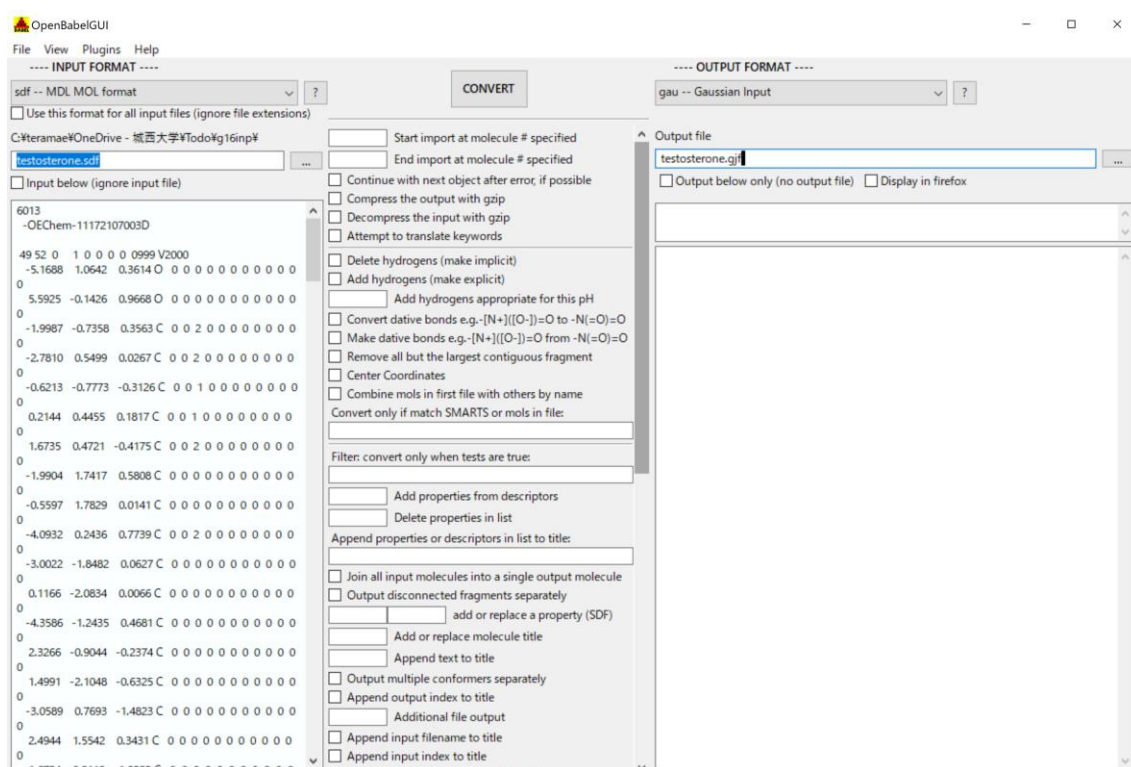 OpenBabelGUI
File View Plugins Help
---- INPUT FORMAT ----
sdf -- MDL MOL format
?
Use this format for all input files (ignore file extensions)
C:¥teramae¥OneDrive - 城西大学¥Todo¥g16inp¥
testosterone.sdf
...
Input below (ignore input file)
6013
-OEChem-11172107003D
49 52 0 1 0 0 0 0 0999 V2000
-5.1688 1.0642 0.3614 O 0 0 0 0 0 0 0 0 0 0 0
0
5.5925 -0.1426 0.9668 O 0 0 0 0 0 0 0 0 0 0 0
0
-1.9987 -0.7358 0.3563 C 0 0 2 0 0 0 0 0 0 0 0
0
-2.7810 0.5499 0.0267 C 0 0 2 0 0 0 0 0 0 0 0
0
-0.6213 -0.7773 -0.3126 C 0 0 1 0 0 0 0 0 0 0 0
0
0.2144 0.4455 0.1817 C 0 0 1 0 0 0 0 0 0 0 0
0
1.6735 0.4721 -0.4175 C 0 0 2 0 0 0 0 0 0 0 0
0
-1.9904 1.7417 0.5808 C 0 0 0 0 0 0 0 0 0 0 0
0
-0.5597 1.7829 0.0141 C 0 0 0 0 0 0 0 0 0 0 0
0
-4.0932 0.2436 0.7739 C 0 0 2 0 0 0 0 0 0 0 0
0
-3.0022 -1.8482 0.0627 C 0 0 0 0 0 0 0 0 0 0 0
0
0.1166 -2.0834 0.0066 C 0 0 0 0 0 0 0 0 0 0 0
0
-4.3586 -1.2435 0.4681 C 0 0 0 0 0 0 0 0 0 0 0
0
2.3266 -0.9044 -0.2374 C 0 0 0 0 0 0 0 0 0 0 0
0
1.4991 -2.1048 -0.6325 C 0 0 0 0 0 0 0 0 0 0 0
0
-3.0589 0.7693 -1.4823 C 0 0 0 0 0 0 0 0 0 0 0
0
2.4944 1.5542 0.3431 C 0 0 0 0 0 0 0 0 0 0 0
0
CONVERT
Start import at molecule # specified
End import at molecule # specified
Continue with next object after error, if possible
Compress the output with gzip
Decompress the input with gzip
Attempt to translate keywords
Delete hydrogens (make implicit)
Add hydrogens (make explicit)
Add hydrogens appropriate for this pH
Convert dative bonds e.g.-[N+]([O-])=O to -N(=O)=O
Make dative bonds e.g.-[N+]([O-])=O from -N(=O)=O
Remove all but the largest contiguous fragment
Center Coordinates
Combine mols in first file with others by name
Convert only if match SMARTS or mols in file:
Filter: convert only when tests are true:
Add properties from descriptors
Delete properties in list
Append properties or descriptors in list to title:
Join all input molecules into a single output molecule
Output disconnected fragments separately
add or replace a property (SDF)
Add or replace molecule title
Append text to title
Output multiple conformers separately
Append output index to title
Additional file output
Append input filename to title
Append input index to title
---- OUTPUT FORMAT ----
gau -- Gaussian Input
?
Output file
testosterone.gjf
...
Output below only (no output file) Display in firefox